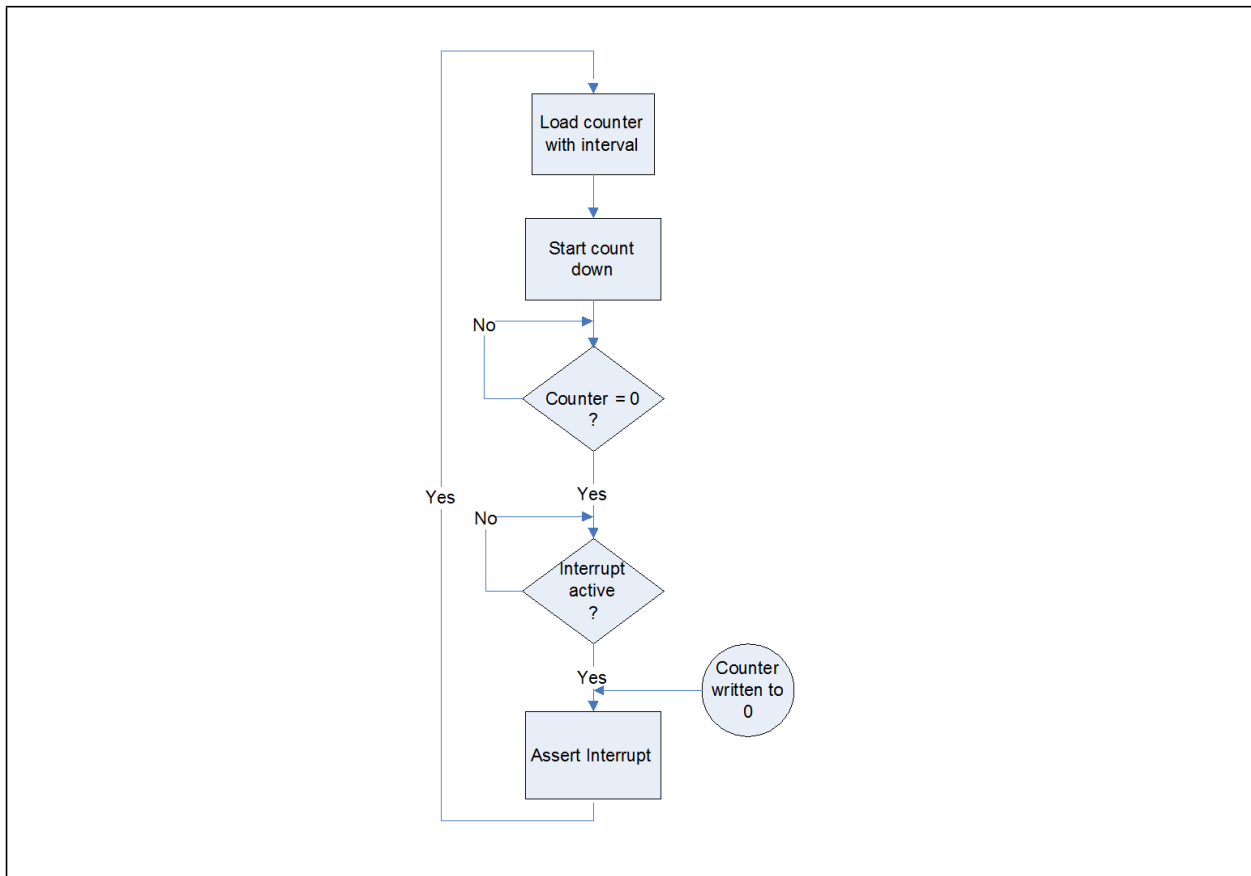 Load counter
with interval
Start count
down
No
Counter = 0
?
Yes
Yes
No
Interrupt
active
?
Yes
Counter
written to
0
Assert Interrupt